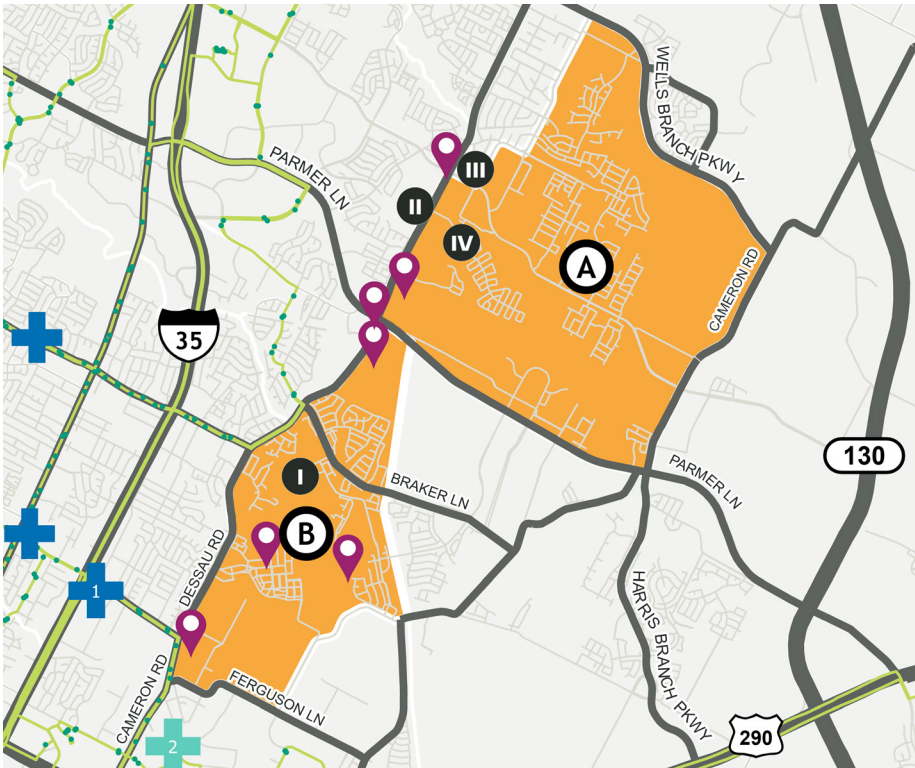 WELLS BRANCH PKWY
PARMER LN
III
II
IV
A
CAMERON RD
35
130
I
BRAKER LN
PARMER LN
B
DESSAU RD
1
HARRIS BRANCH PKWY
CAMERON RD
FERGUSON LN
2
290